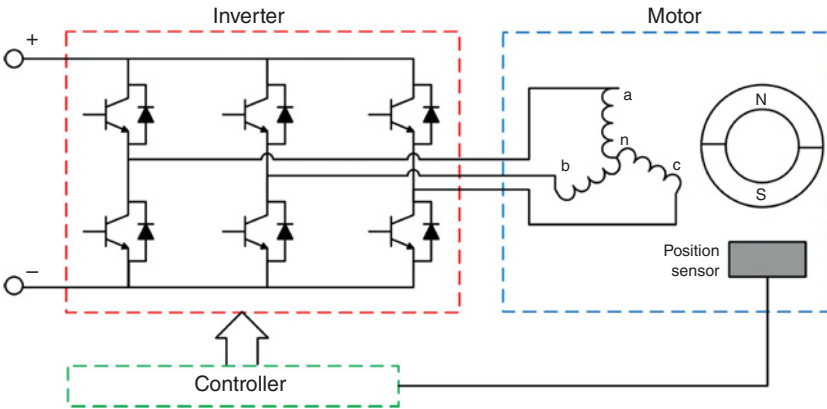 Inverter
Motor
+
a
N
n
b
c
S
Position
sensor
–
Controller